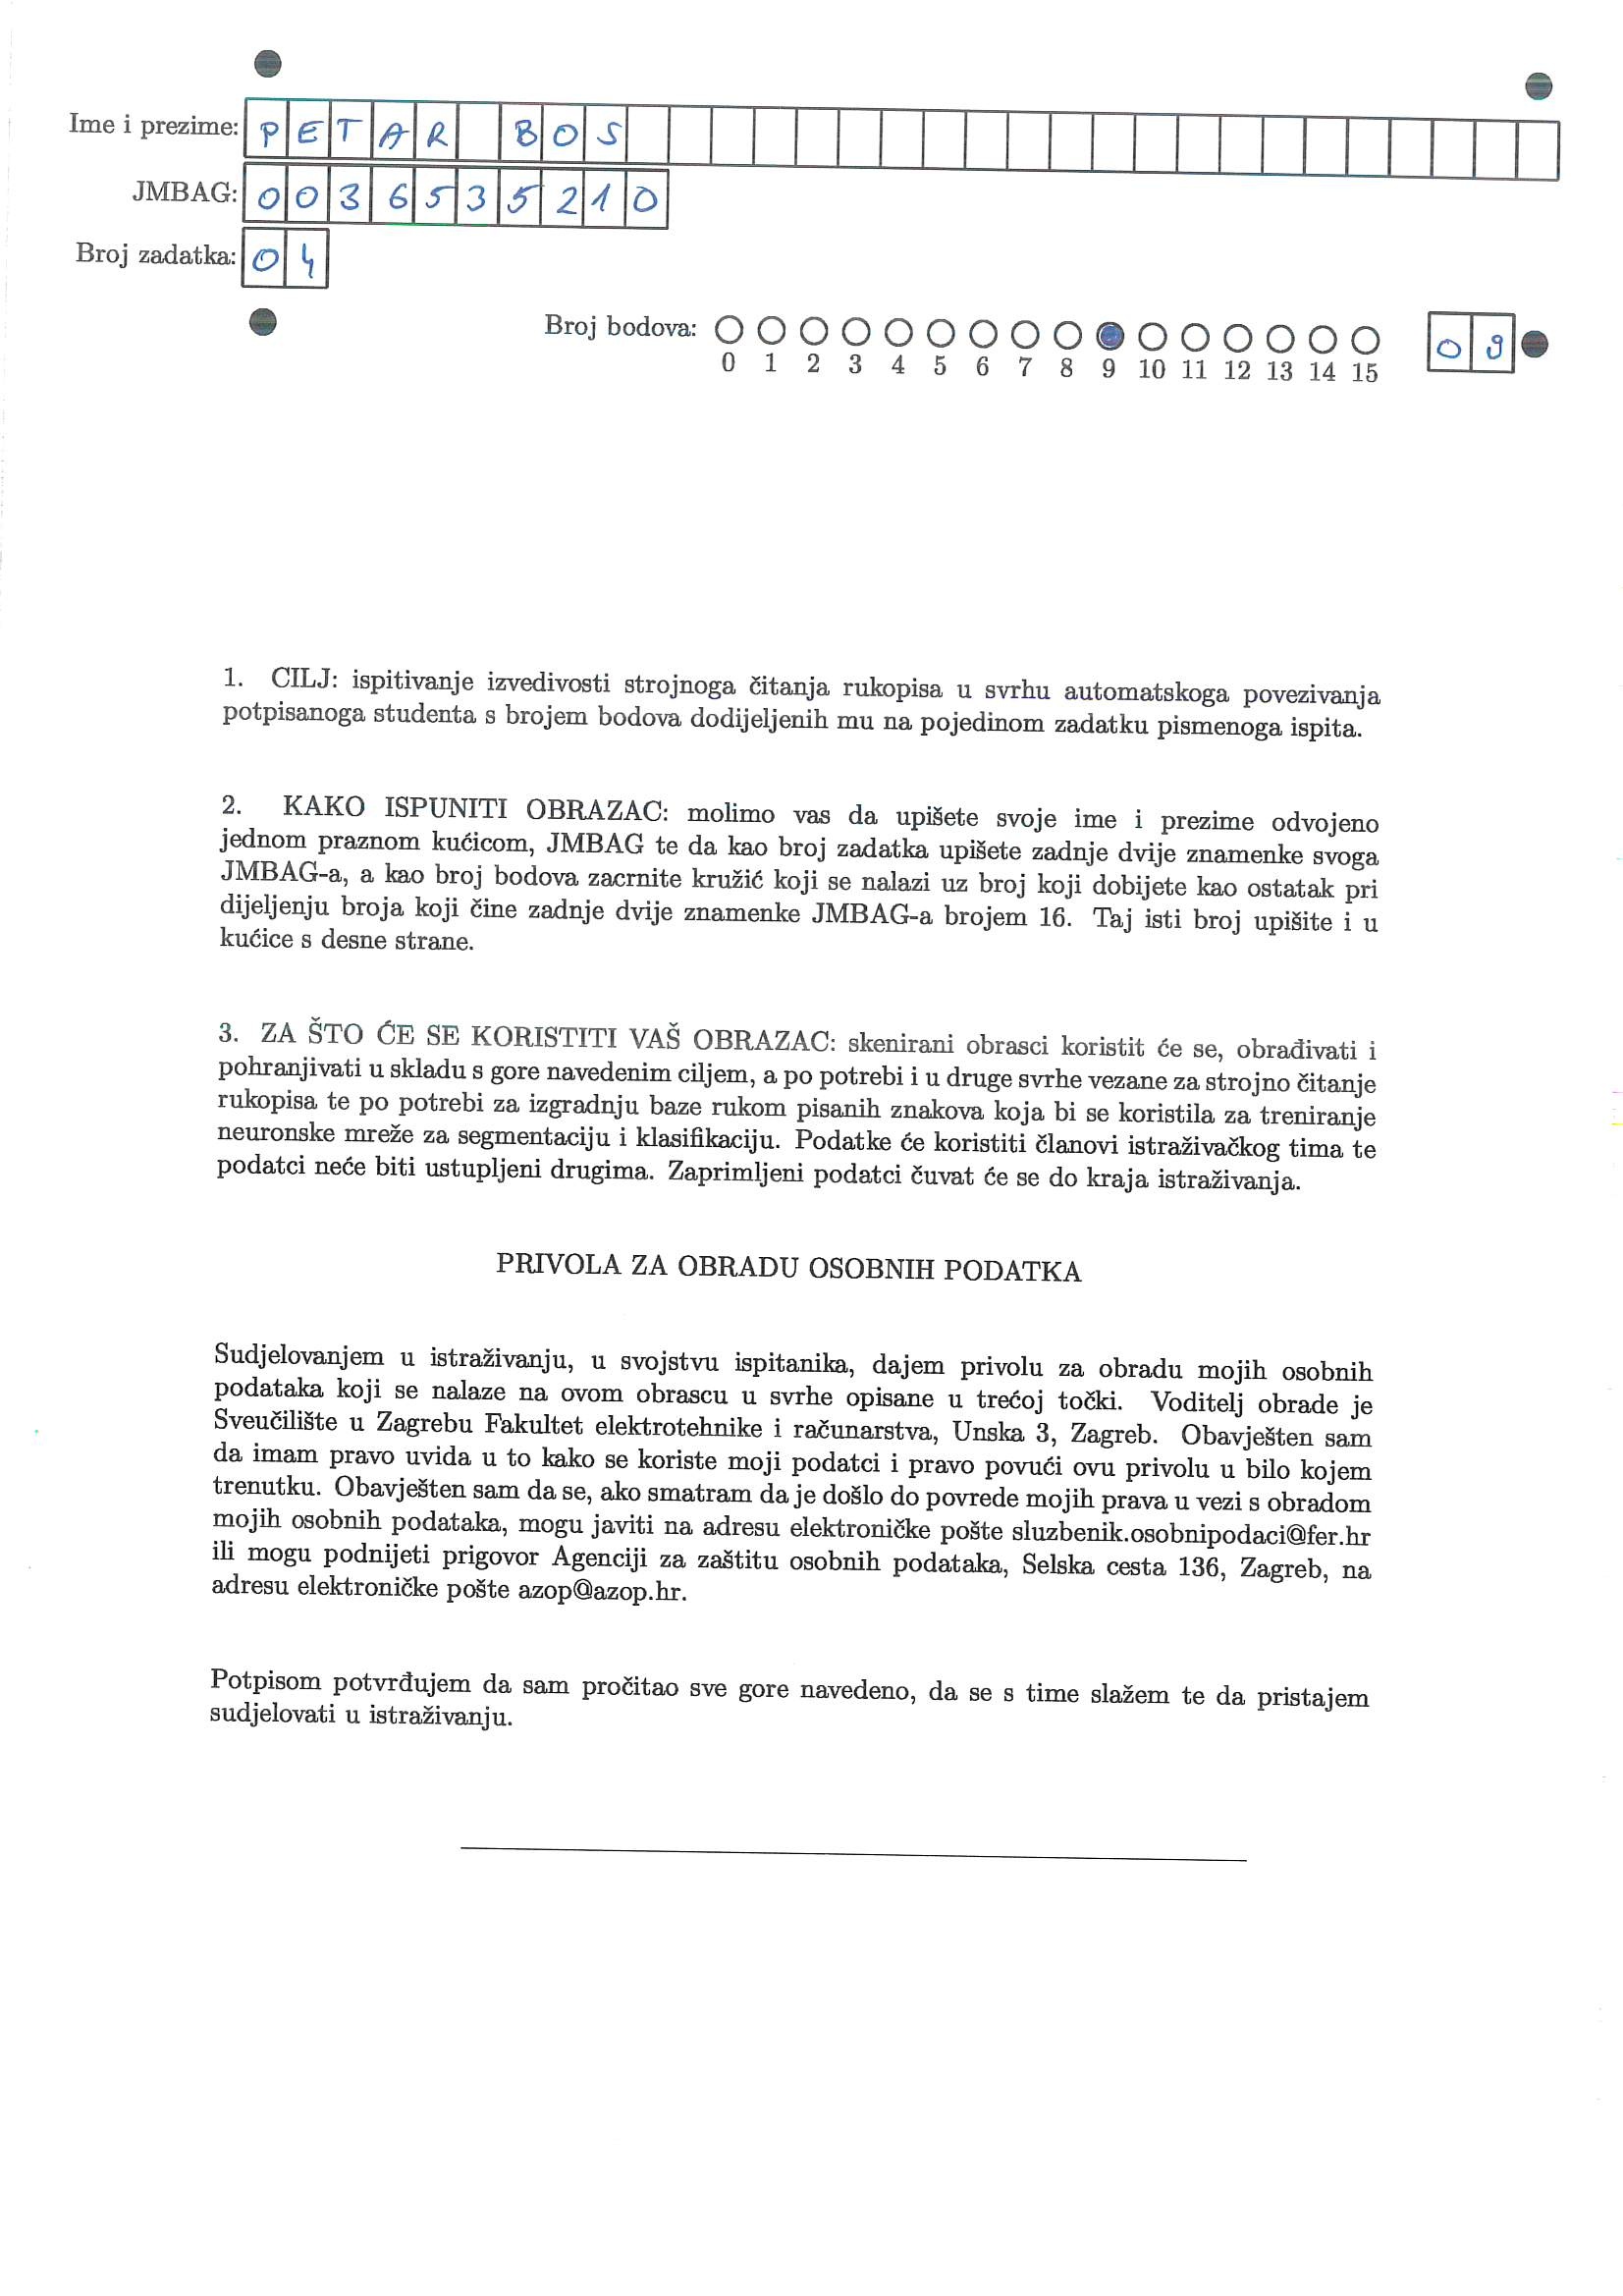 Ime i prezime: PETAR BOS
JMBAG: 0036535210
Broj zadatka: 04
Broj bodova: 09
0 1 2 3 4 5 6 7 8 9 10 11 12 13 14 15
1. CILJ: ispitivanje izvedivosti strojnoga čitanja rukopisa u svrhu automatskoga povezivanja
potpisanoga studenta s brojem bodova dodijeljenih mu na pojedinom zadatku pismenoga ispita.
2. KAKO ISPUNITI OBRAZAC: molimo vas da upišete svoje ime i prezime odvojeno
jednom praznom kućicom, JMBAG te da kao broj zadatka upišete zadnje dvije znamenke svoga
JMBAG-a, a kao broj bodova zacrnite kružić koji se nalazi uz broj koji dobijete kao ostatak pri
dijeljenju broja koji čine zadnje dvije znamenke JMBAG-a brojem 16. Taj isti broj upišite i u
kućice s desne strane.
3. ZA ŠTO ĆE SE KORISTITI VAŠ OBRAZAC: skenirani obrasci koristit će se, obrađivati i
pohranjivati u skladu s gore navedenim ciljem, a po potrebi i u druge svrhe vezane za strojno čitanje
rukopisa te po potrebi za izgradnju baze rukom pisanih znakova koja bi se koristila za treniranje
neuronske mreže za segmentaciju i klasifikaciju. Podatke će koristiti članovi istraživačkog tima te
podatci neće biti ustupljeni drugima. Zaprimljeni podatci čuvat će se do kraja istraživanja.
PRIVOLA ZA OBRADU OSOBNIH PODATKA
Sudjelovanjem u istraživanju, u svojstvu ispitanika, dajem privolu za obradu mojih osobnih
podataka koji se nalaze na ovom obrascu u svrhe opisane u trećoj točki. Voditelj obrade je
Sveučilište u Zagrebu Fakultet elektrotehnike i računarstva, Unska 3, Zagreb. Obavješten sam
da imam pravo uvida u to kako se koriste moji podatci i pravo povući ovu privolu u bilo kojem
trenutku. Obavješten sam da se, ako smatram da je došlo do povrede mojih prava u vezi s obradom
mojih osobnih podataka, mogu javiti na adresu elektroničke pošte sluzbenik.osobnipodaci@fer.hr
ili mogu podnijeti prigovor Agenciji za zaštitu osobnih podataka, Selska cesta 136, Zagreb, na
adresu elektroničke pošte azop@azop.hr.
Potpisom potvrđujem da sam pročitao sve gore navedeno, da se s time slažem te da pristajem
sudjelovati u istraživanju.